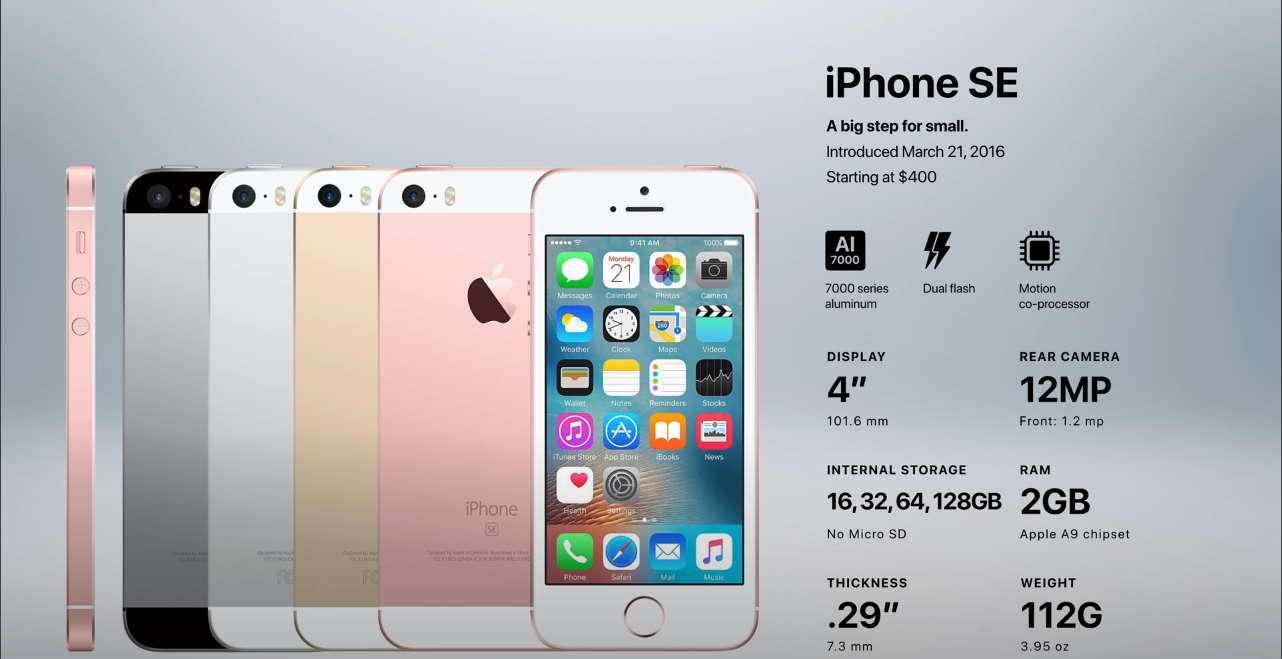 iPhone SE
A big step for small.
Introduced March 21, 2016
Starting at $400
Al
7000
7000 series
aluminum
Dual flash
Motion
co-processor
DISPLAY
4"
101.6 mm
REAR CAMERA
12MP
Front: 1.2 mp
INTERNAL STORAGE
16, 32, 64, 128GB
No Micro SD
RAM
2GB
Apple A9 chipset
THICKNESS
.29"
7.3 mm
WEIGHT
112G
3.95 oz
9:41 AM 100%
Monday
21
Messages Calendar Photos Camera
280
Weather Clock Maps Videos
Wallet Notes Reminders Stocks
iTunes Store App Store iBooks News
Health Settings
Phone Safari Mail Music
iPhone
SE